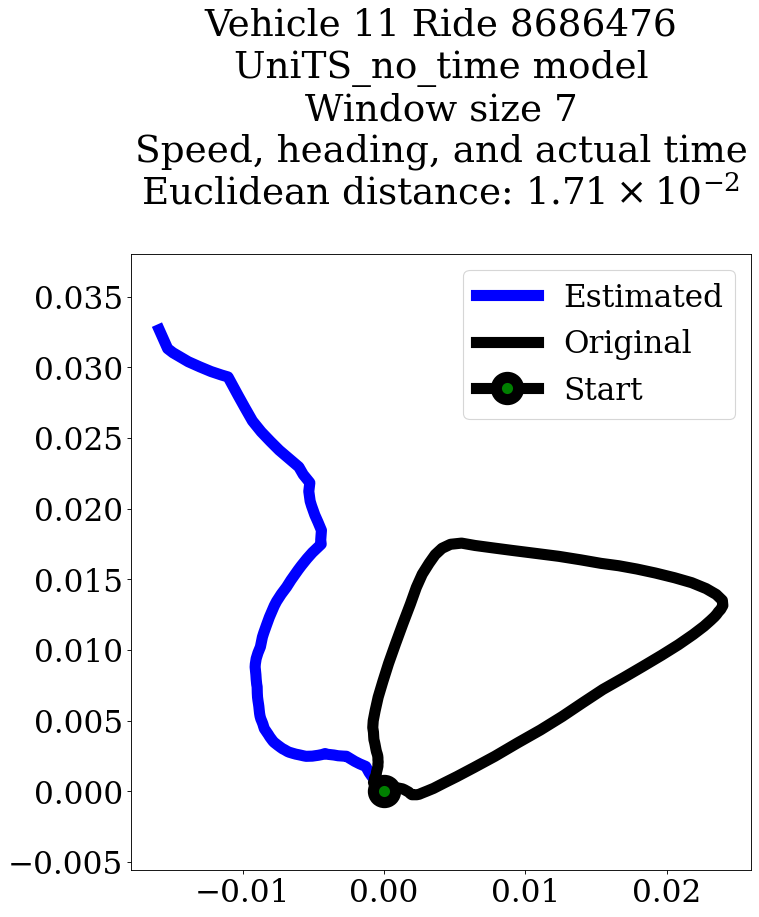 Vehicle 11 Ride 8686476
UniTS_no_time model
Window size 7
Speed, heading, and actual time
Euclidean distance: 1.71 × 10⁻²
Estimated
Original
Start
0.035
0.030
0.025
0.020
0.015
0.010
0.005
0.000
−0.005
−0.01
0.00
0.01
0.02